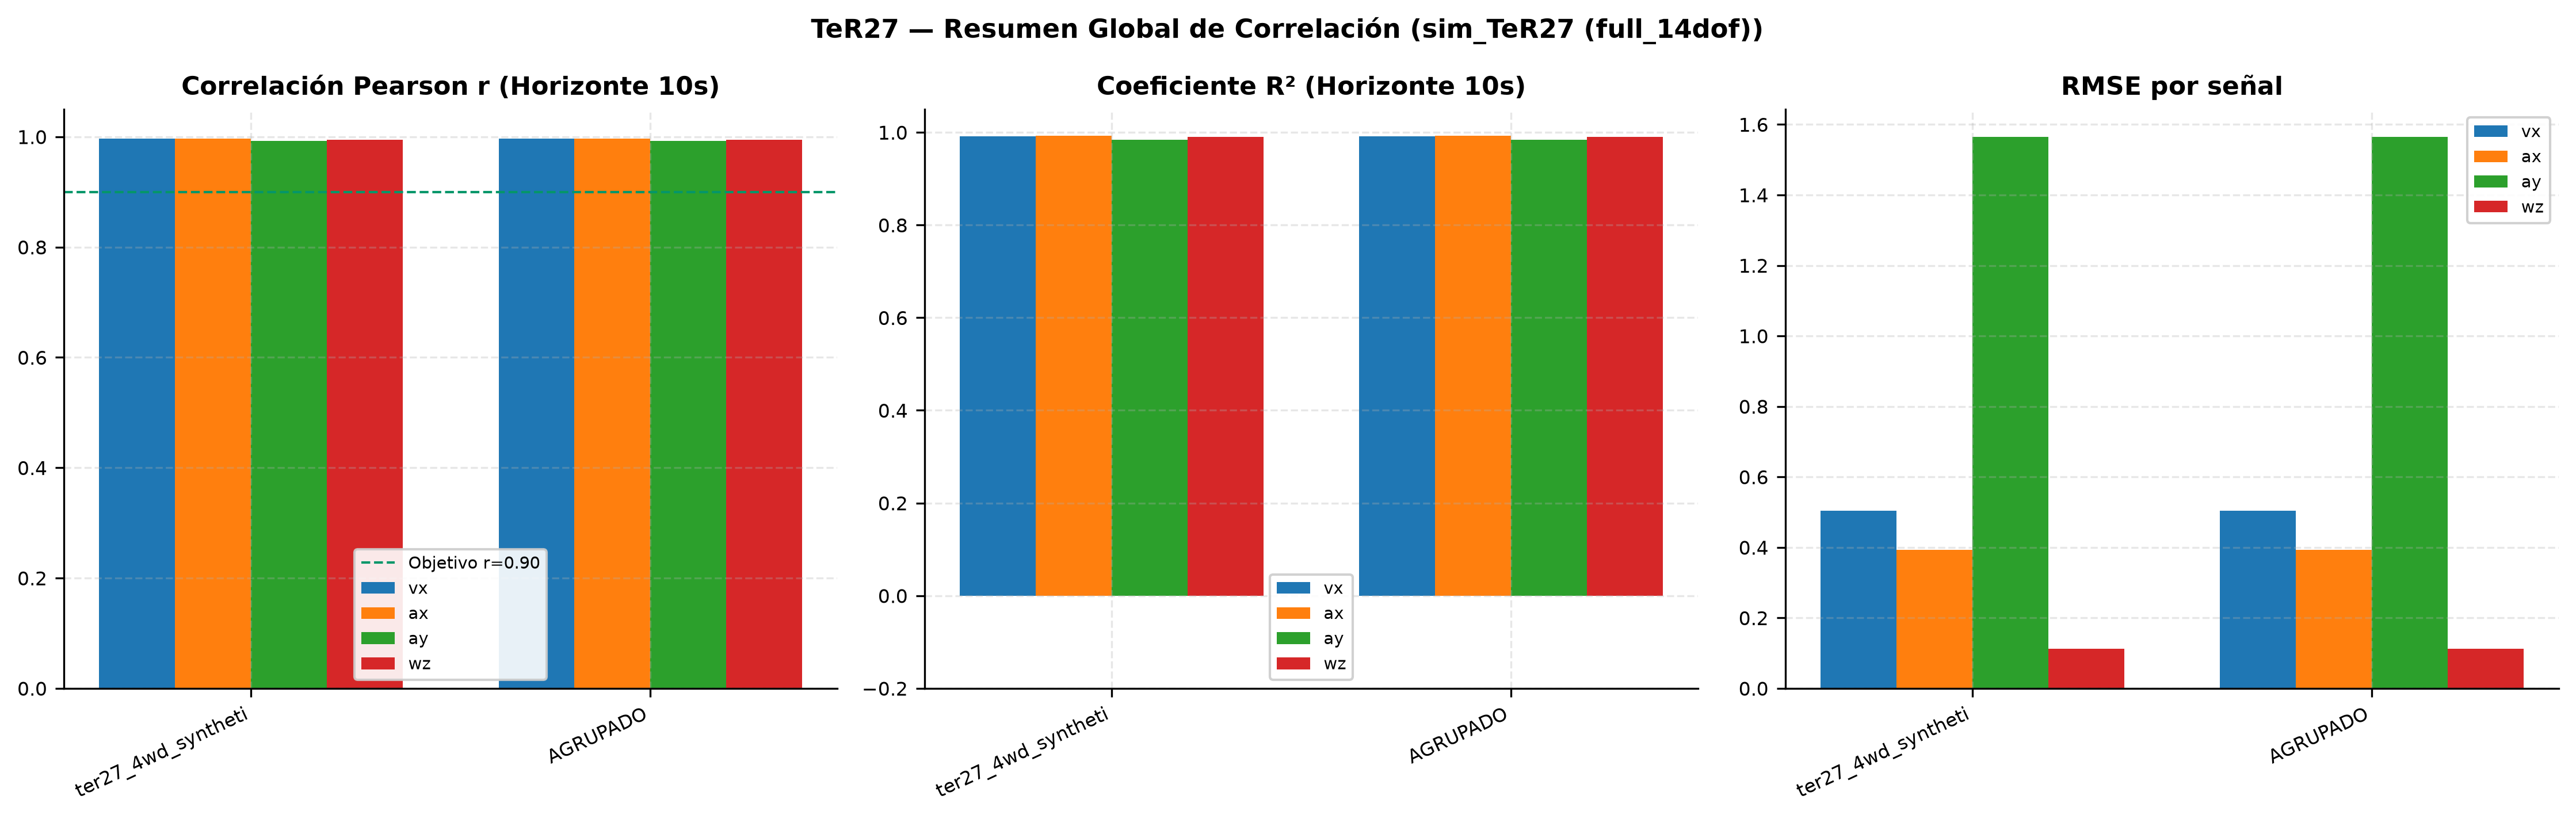 TeR27 — Resumen Global de Correlación (sim_TeR27 (full_14dof))
Correlación Pearson r (Horizonte 10s)
1.0
0.8
0.6
0.4
0.2
0.0
Objetivo r=0.90
vx
ax
ay
wz
ter27_4wd_syntheti
AGRUPADO
Coeficiente R² (Horizonte 10s)
1.0
0.8
0.6
0.4
0.2
0.0
−0.2
vx
ax
ay
wz
ter27_4wd_syntheti
AGRUPADO
RMSE por señal
1.6
1.4
1.2
1.0
0.8
0.6
0.4
0.2
0.0
vx
ax
ay
wz
ter27_4wd_syntheti
AGRUPADO